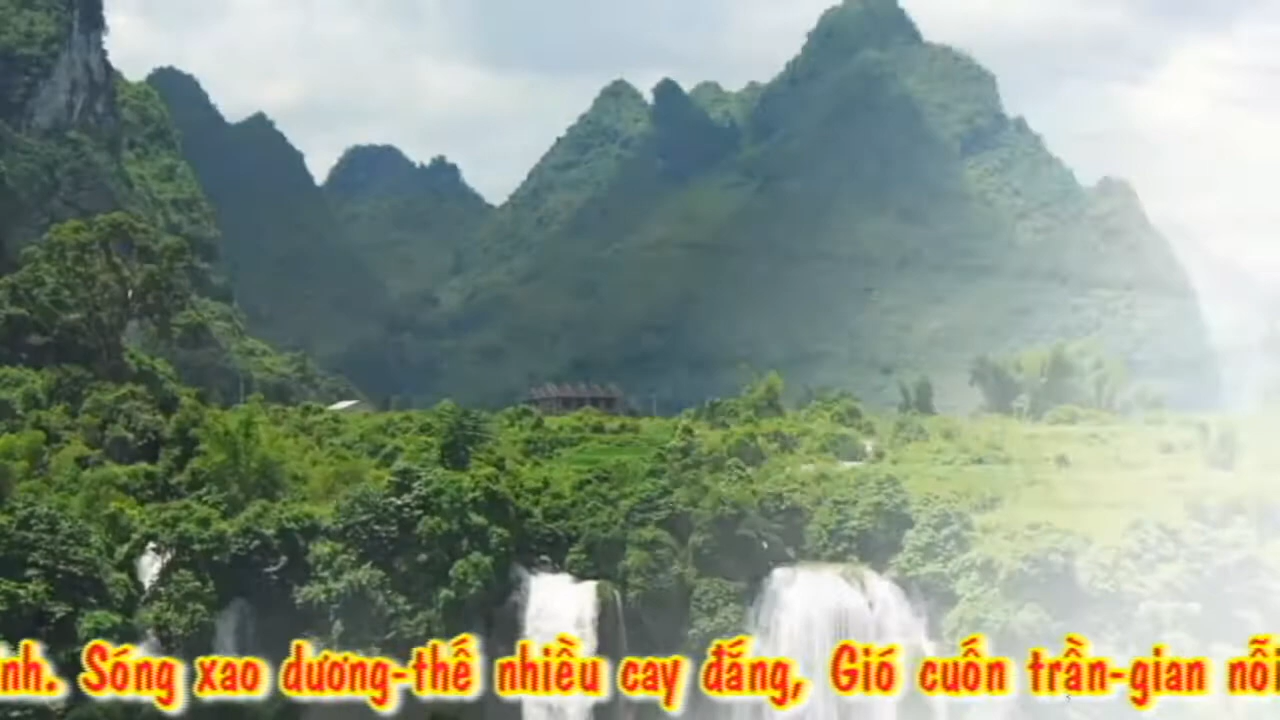 nh. Sóng xao dương-thế nhiều cay đắng, Gió cuốn trần-gian nỗi